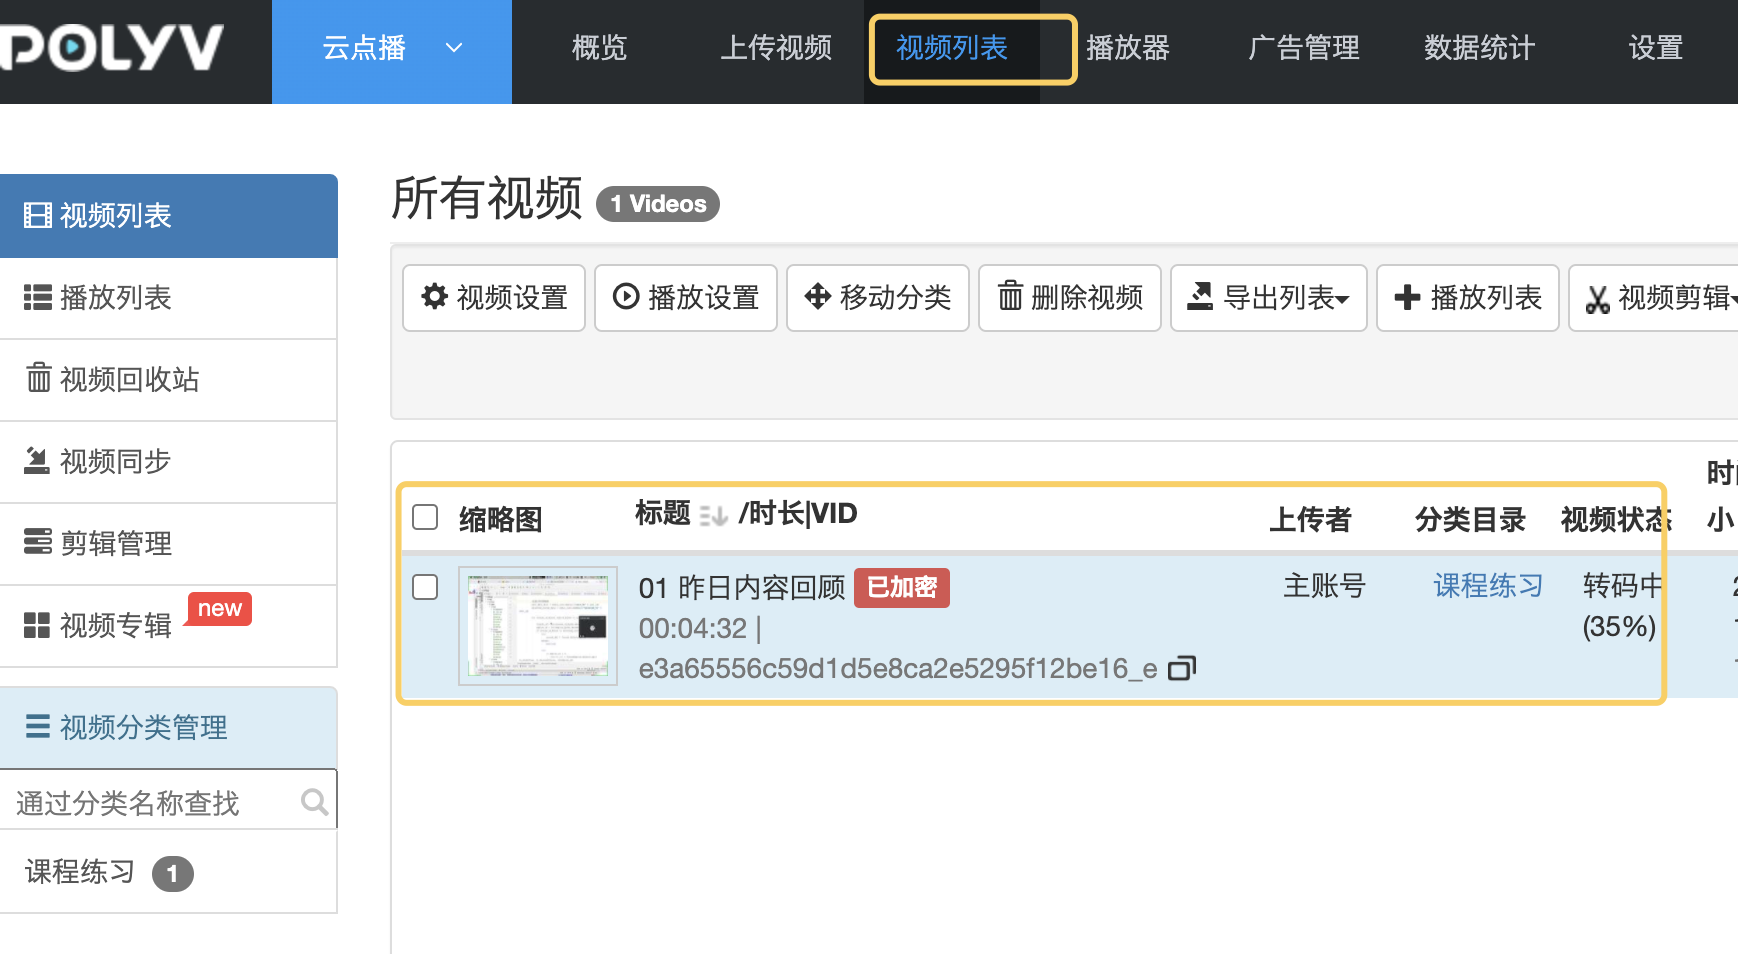 POLYV
云点播
概览
上传视频
视频列表
播放器
广告管理
数据统计
设置
视频列表
播放列表
视频回收站
视频同步
剪辑管理
视频专辑 new
视频分类管理
通过分类名称查找
课程练习 1
所有视频 1 Videos
视频设置
播放设置
移动分类
删除视频
导出列表
播放列表
视频剪辑
缩略图 标题 /时长|VID 上传者 分类目录 视频状态 小
01 昨日内容回顾 已加密 主账号 课程练习 转码中
00:04:32 | (35%)
e3a65556c59d1d5e8ca2e5295f12be16_e